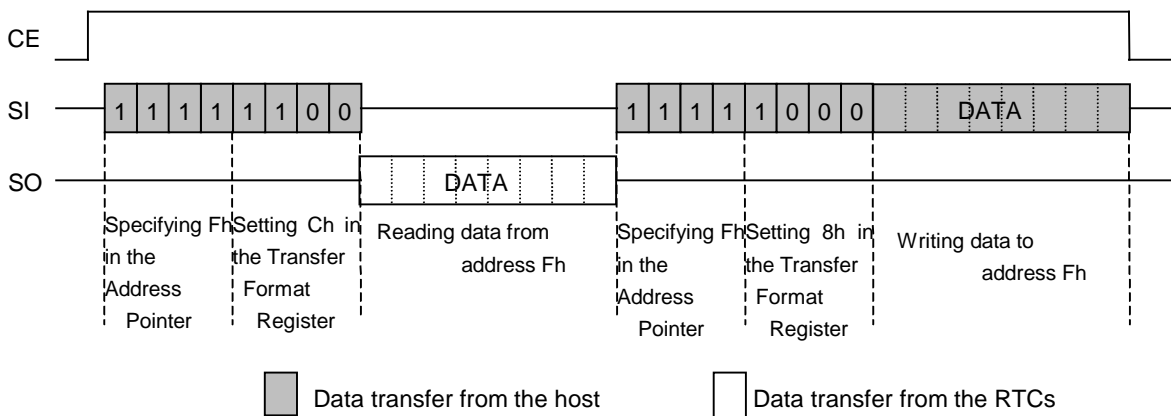 CE
SI 1 1 1 1 1 1 0 0 1 1 1 1 1 0 0 0 DATA
SO DATA
Specifying Fh
in the
Address
Pointer
Setting Ch in
the Transfer
Format
Register
Reading data from
address Fh
Specifying Fh
in the
Address
Pointer
Setting 8h in
the Transfer
Format
Register
Writing data to
address Fh
Data transfer from the host
Data transfer from the RTCs